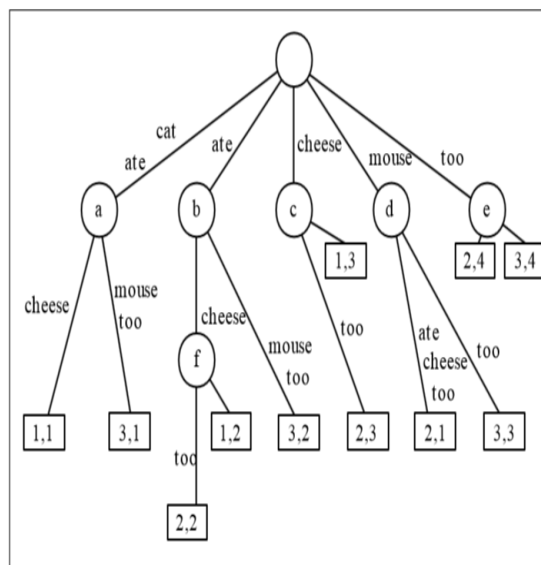 cat
ate
ate
cheese
mouse
too
a
b
c
d
e
1,3
2,4
3,4
cheese
mouse
too
cheese
mouse
too
too
ate
cheese
too
too
f
1,1
3,1
1,2
3,2
2,3
2,1
3,3
too
2,2